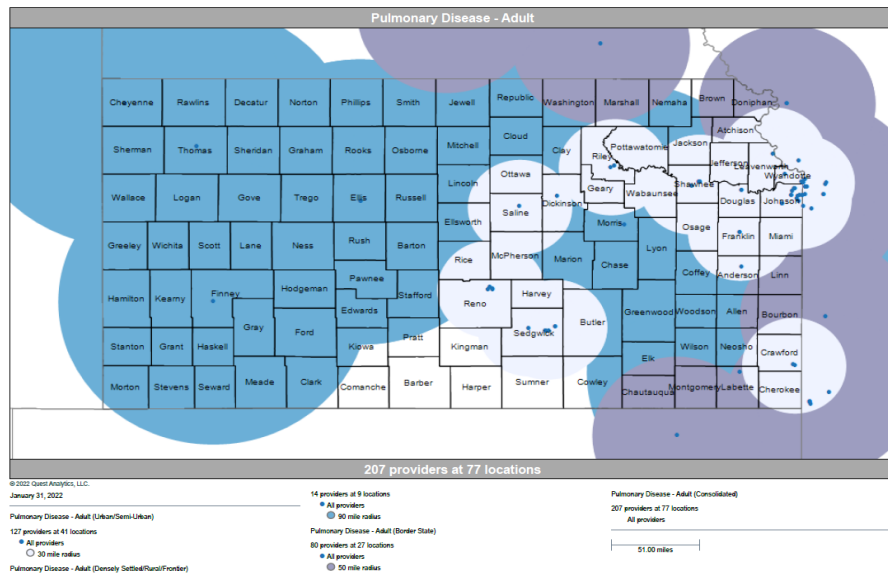 Pulmonary Disease - Adult
Cheyenne Rawlins Decatur Norton Phillips Smith Jewell Republic Washington Marshall Nemaha Brown Doniphan
Atchison
Sherman Thomas Sheridan Graham Rooks Osborne Mitchell Cloud Clay Riley Pottawatomie Jackson Jefferson Leavenworth
Wyandotte
Ottawa
Wallace Logan Gove Trego Ellis Russell Lincoln Saline Dickinson Geary Wabaunsee Shawnee Douglas Johnson
Ellsworth Morris Osage Franklin Miami
Greeley Wichita Scott Lane Ness Rush Barton Rice McPherson Marion Chase Lyon Coffey Anderson Linn
Hamilton Kearny Finney Hodgeman Pawnee Stafford Reno Harvey
Gray Ford Edwards Sedgwick Butler Greenwood Woodson Allen Bourbon
Stanton Grant Haskell Kiowa Pratt Kingman Elk Wilson Neosho Crawford
Morton Stevens Seward Meade Clark Comanche Barber Harper Sumner Cowley Chautauqua Montgomery Labette Cherokee
207 providers at 77 locations
© 2022 Quest Analytics, LLC.
January 31, 2022
Pulmonary Disease - Adult (Urban/Semi-Urban)
127 providers at 41 locations
All providers
30 mile radius
Pulmonary Disease - Adult (Densely Settled/Rural/Frontier)
14 providers at 9 locations
All providers
90 mile radius
Pulmonary Disease - Adult (Border State)
80 providers at 27 locations
All providers
50 mile radius
Pulmonary Disease - Adult (Consolidated)
207 providers at 77 locations
All providers
51.00 miles